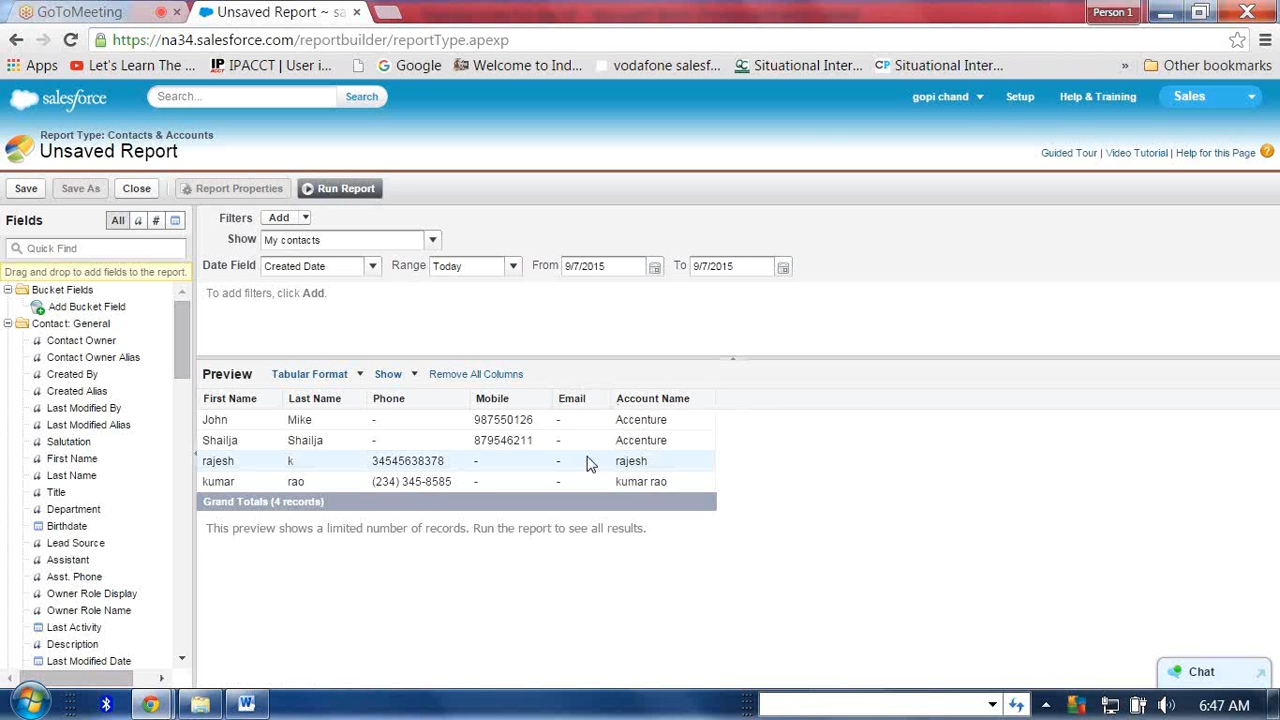 GoToMeeting
Unsaved Report ~ sa
Person 1
https://na34.salesforce.com/reportbuilder/reportType.apexp
Apps
Let's Learn The ...
IPACCT | User i...
Google
Welcome to Ind...
vodafone salesf...
Situational Inter...
CP Situational Inter...
»
Other bookmarks
salesforce
Search...
Search
gopi chand
Setup
Help & Training
Sales
Report Type: Contacts & Accounts
Unsaved Report
Guided Tour | Video Tutorial | Help for this Page
Save
Save As
Close
Report Properties
Run Report
Fields
All
a
#
Quick Find
Drag and drop to add fields to the report.
Bucket Fields
Add Bucket Field
Contact: General
a Contact Owner
a Contact Owner Alias
a Created By
a Created Alias
a Last Modified By
a Last Modified Alias
a Salutation
a First Name
a Last Name
a Title
a Department
Birthdate
a Lead Source
a Assistant
a Asst. Phone
a Owner Role Display
a Owner Role Name
Last Activity
a Description
Last Modified Date
Filters Add
Show My contacts
Date Field Created Date Range Today From 9/7/2015 To 9/7/2015
To add filters, click Add.
Preview Tabular Format Show Remove All Columns
First Name Last Name Phone Mobile Email Account Name
John Mike - 987550126 - Accenture
Shailja Shailja - 879546211 - Accenture
rajesh k 34545638378 - - rajesh
kumar rao (234) 345-8585 - - kumar rao
Grand Totals (4 records)
This preview shows a limited number of records. Run the report to see all results.
Chat
6:47 AM